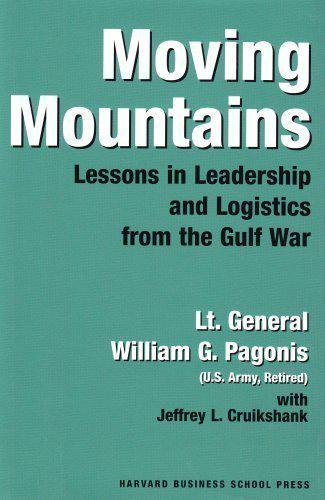 Moving
Mountains
Lessons in Leadership
and Logistics
from the Gulf War
Lt. General
William G. Pagonis
(U.S. Army, Retired)
with
Jeffrey L. Cruikshank
HARVARD BUSINESS SCHOOL PRESS